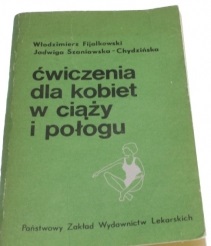 Włodzimierz Fijałkowski
Jadwiga Szaniawska-Chydzińska
ćwiczenia
dla kobiet
w ciąży
i połogu
Państwowy Zakład Wydawnictw Lekarskich